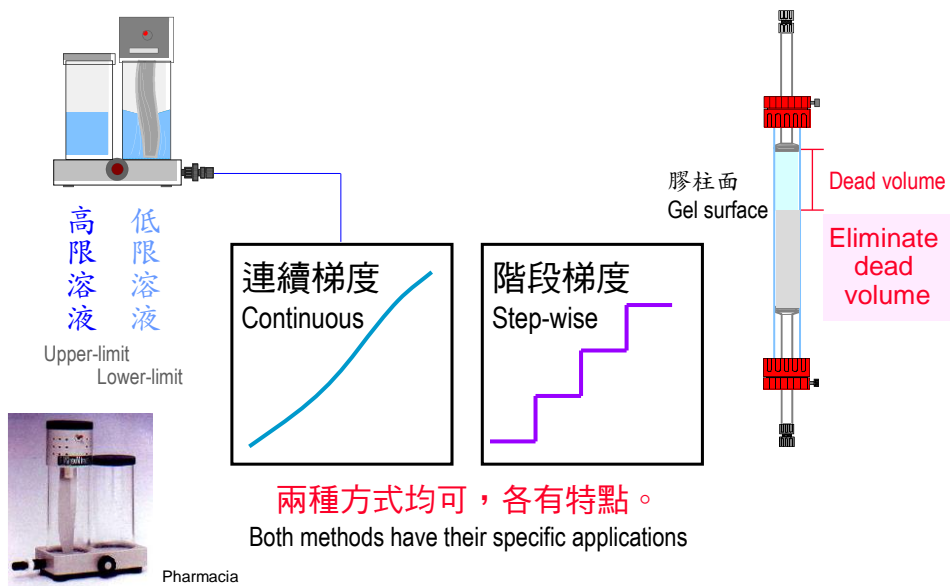 高限溶液
低限溶液
Upper-limit
Lower-limit
連續梯度
Continuous
階段梯度
Step-wise
膠柱面
Gel surface
Dead volume
Eliminate
dead
volume
兩種方式均可，各有特點。
Both methods have their specific applications
Pharmacia